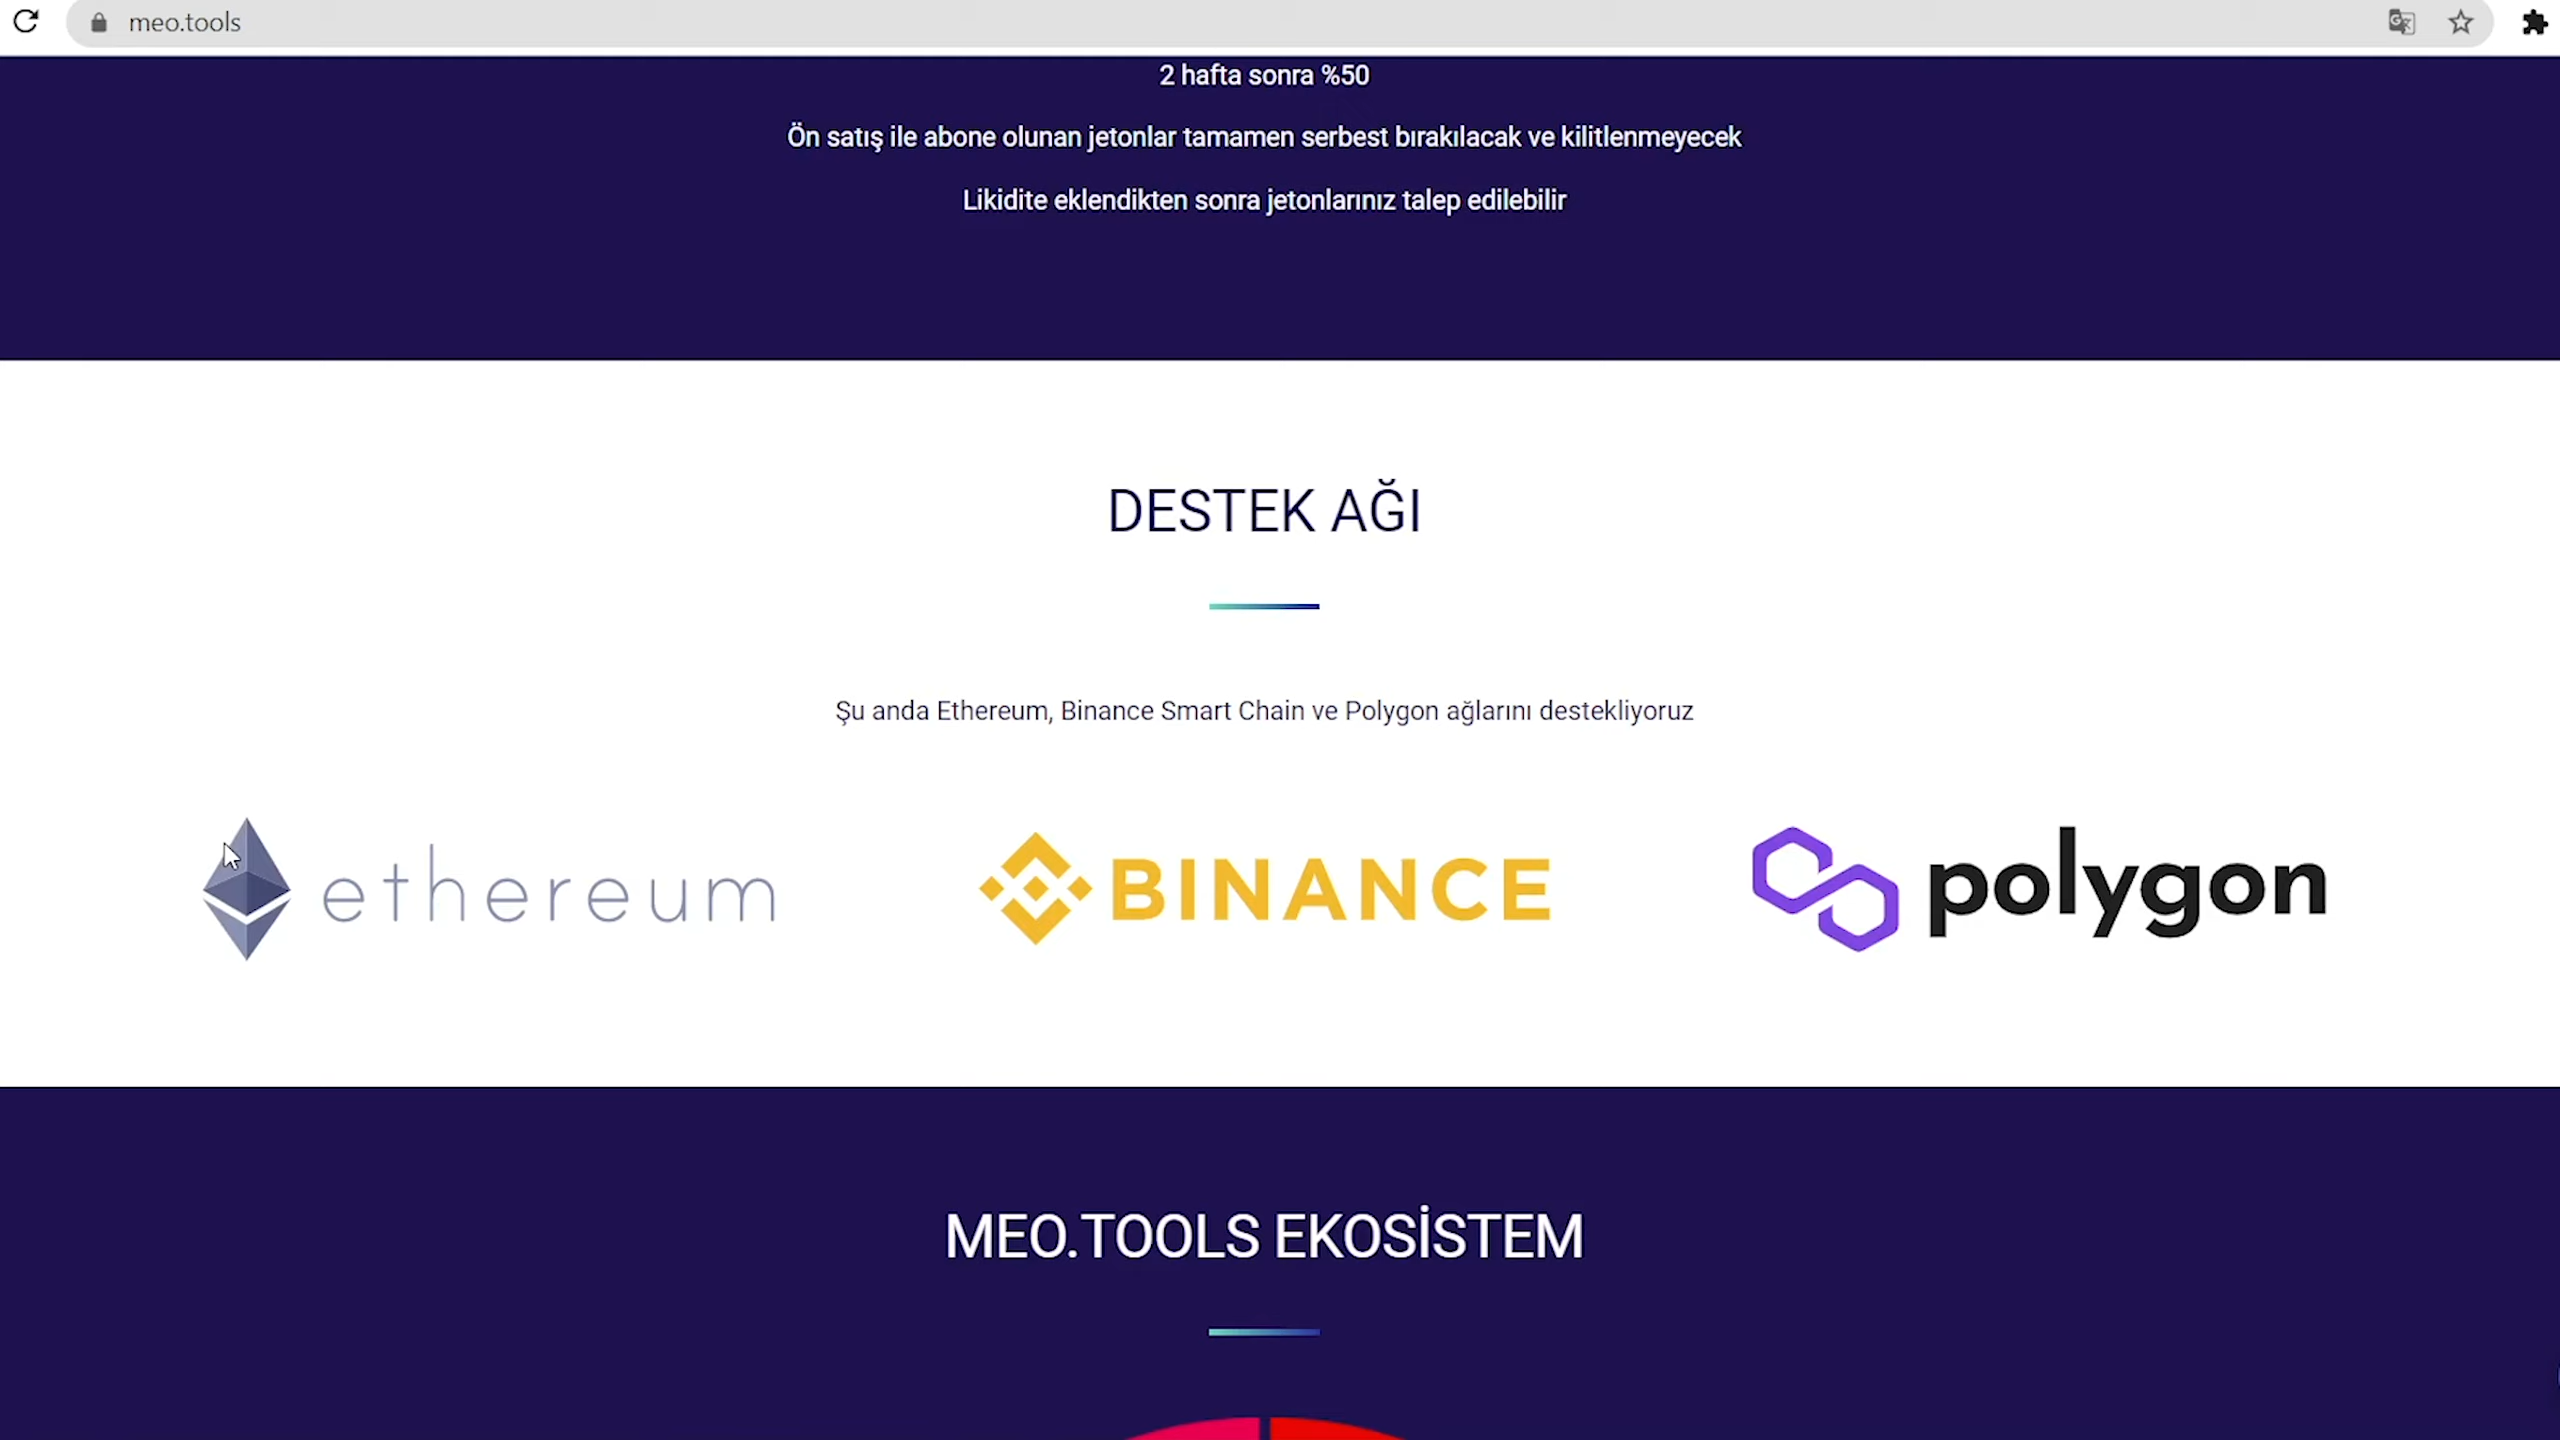 meo.tools
2 hafta sonra %50
Ön satış ile abone olunan jetonlar tamamen serbest bırakılacak ve kilitlenmeyecek
Likidite eklendikten sonra jetonlarınız talep edilebilir
DESTEK AĞI
Şu anda Ethereum, Binance Smart Chain ve Polygon ağlarını destekliyoruz
ethereum
BINANCE
polygon
MEO.TOOLS EKOSİSTEM